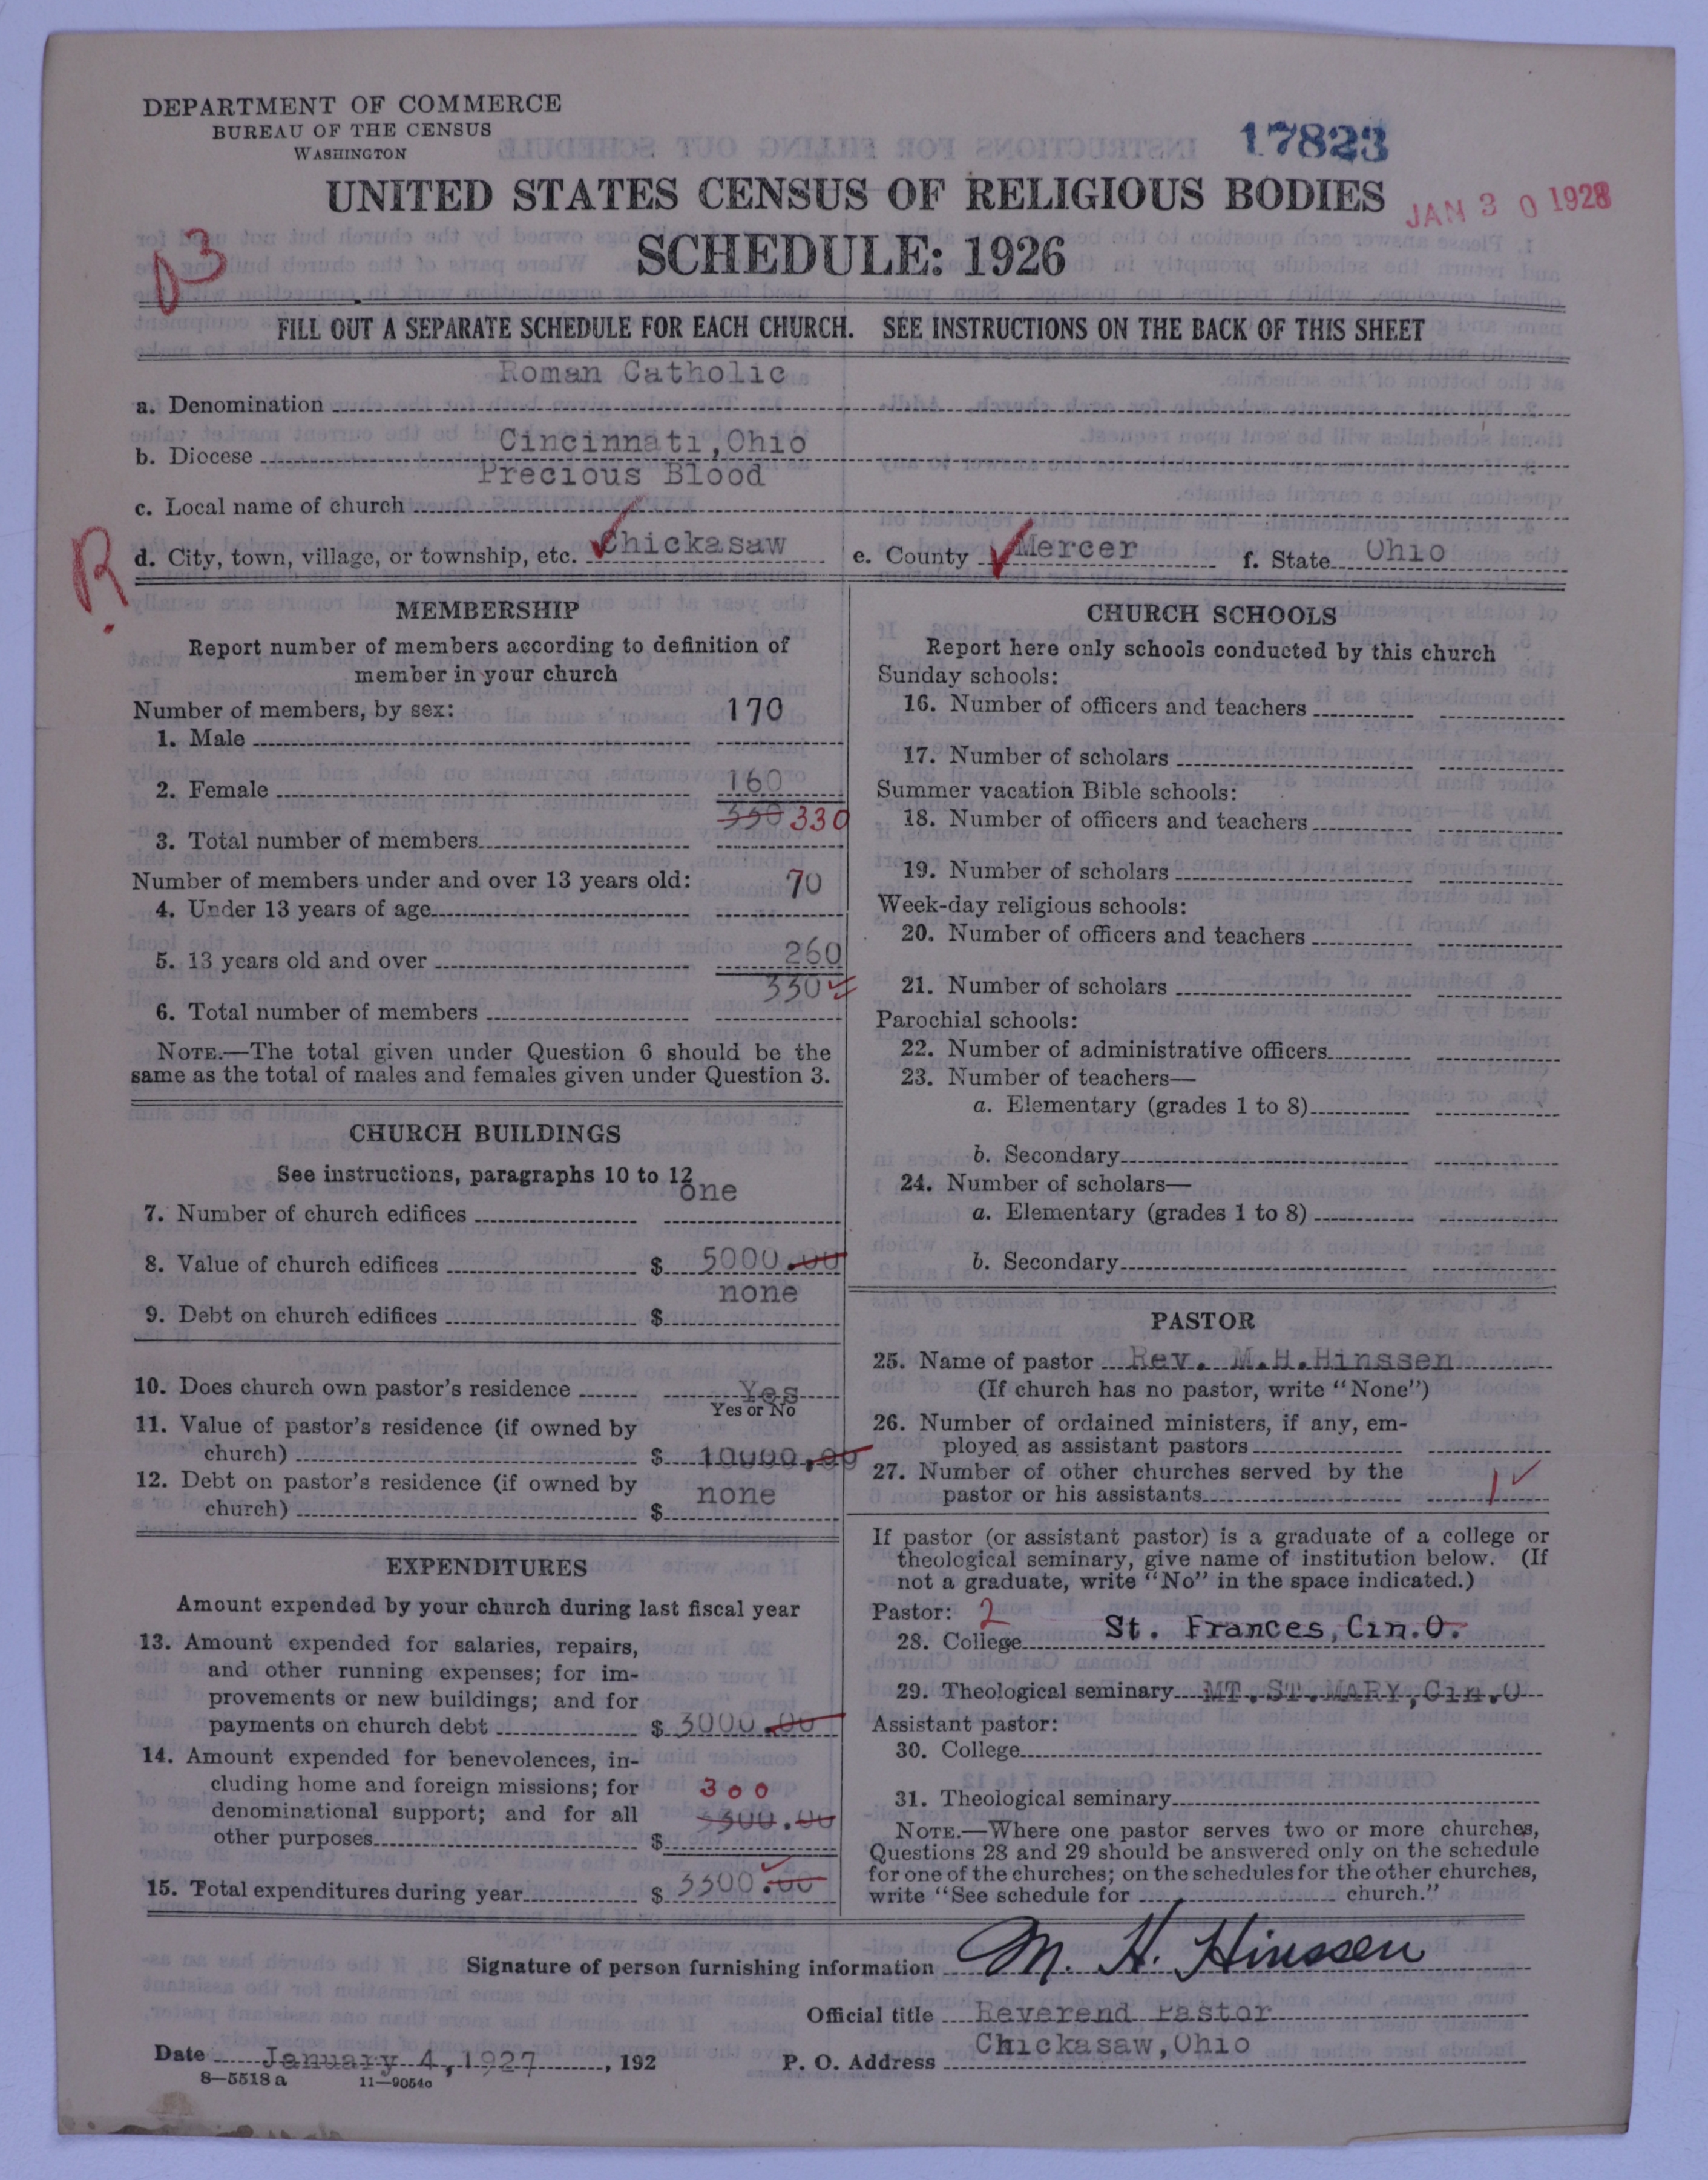 DEPARTMENT OF COMMERCE
BUREAU OF THE CENSUS
WASHINGTON
17823
UNITED STATES CENSUS OF RELIGIOUS BODIES
JAN 30 1928
SCHEDULE: 1926
FILL OUT A SEPARATE SCHEDULE FOR EACH CHURCH. SEE INSTRUCTIONS ON THE BACK OF THIS SHEET
a. Denomination Roman Catholic
b. Diocese Cincinnati,Ohio
c. Local name of church Precious Blood
R.
d. City, town, village, or township, etc. Chickasaw e. County Mercer f. State Ohio
MEMBERSHIP
Report number of members according to definition of
member in your church
Number of members, by sex:
1. Male 170
2. Female 160
3. Total number of members 330 330
Number of members under and over 13 years old:
4. Under 13 years of age 70
5. 13 years old and over 260
6. Total number of members 330
NOTE.—The total given under Question 6 should be the
same as the total of males and females given under Question 3.
CHURCH BUILDINGS
See instructions, paragraphs 10 to 12
7. Number of church edifices one
8. Value of church edifices $ 5000.00
9. Debt on church edifices $ none
10. Does church own pastor's residence Yes
Yes or No
11. Value of pastor's residence (if owned by
church) $ 10000.00
12. Debt on pastor's residence (if owned by
church) $ none
EXPENDITURES
Amount expended by your church during last fiscal year
13. Amount expended for salaries, repairs,
and other running expenses; for im-
provements or new buildings; and for
payments on church debt $ 3000.00
14. Amount expended for benevolences, in-
cluding home and foreign missions; for 300
denominational support; and for all 3300.00
other purposes $
15. Total expenditures during year $ 3300.00
CHURCH SCHOOLS
Report here only schools conducted by this church
Sunday schools:
16. Number of officers and teachers
17. Number of scholars
Summer vacation Bible schools:
18. Number of officers and teachers
19. Number of scholars
Week-day religious schools:
20. Number of officers and teachers
21. Number of scholars
Parochial schools:
22. Number of administrative officers
23. Number of teachers—
a. Elementary (grades 1 to 8)
b. Secondary
24. Number of scholars—
a. Elementary (grades 1 to 8)
b. Secondary
PASTOR
25. Name of pastor Rev. M.H.Hinssen
(If church has no pastor, write "None")
26. Number of ordained ministers, if any, em-
ployed as assistant pastors
27. Number of other churches served by the
pastor or his assistants 1
If pastor (or assistant pastor) is a graduate of a college or
theological seminary, give name of institution below. (If
not a graduate, write "No" in the space indicated.)
Pastor: 2
28. College St. Frances,Cin.O.
29. Theological seminary MT.ST.MARY,Cin.O
Assistant pastor:
30. College
31. Theological seminary
NOTE.—Where one pastor serves two or more churches,
Questions 28 and 29 should be answered only on the schedule
for one of the churches; on the schedules for the other churches,
write "See schedule for church."
Signature of person furnishing information M. H. Hinssen
Official title Reverend Pastor
Date January 4,1927, 192 P. O. Address Chickasaw,Ohio
8—5518a 11—9054c